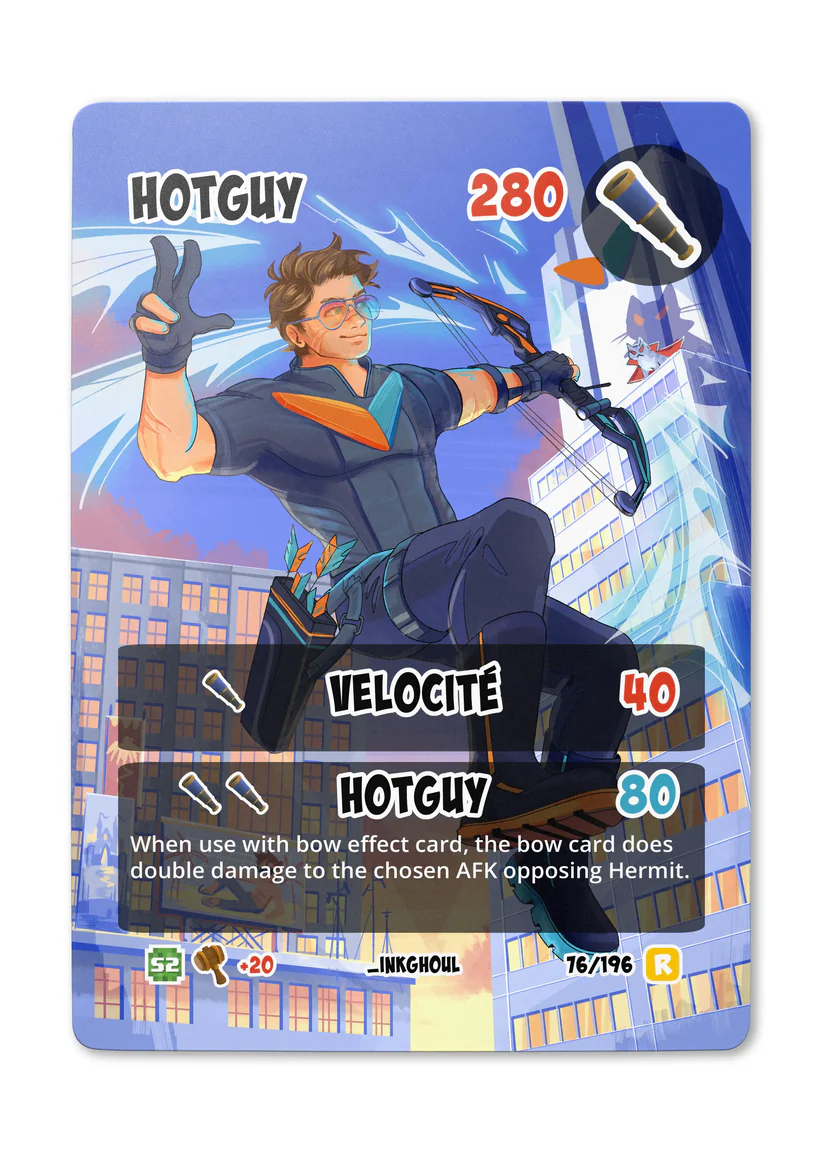 HOTGUY 280
VELOCITÉ 40
HOTGUY 80
When use with bow effect card, the bow card does
double damage to the chosen AFK opposing Hermit.
S2 +20 _INKGHOUL 76/196 R